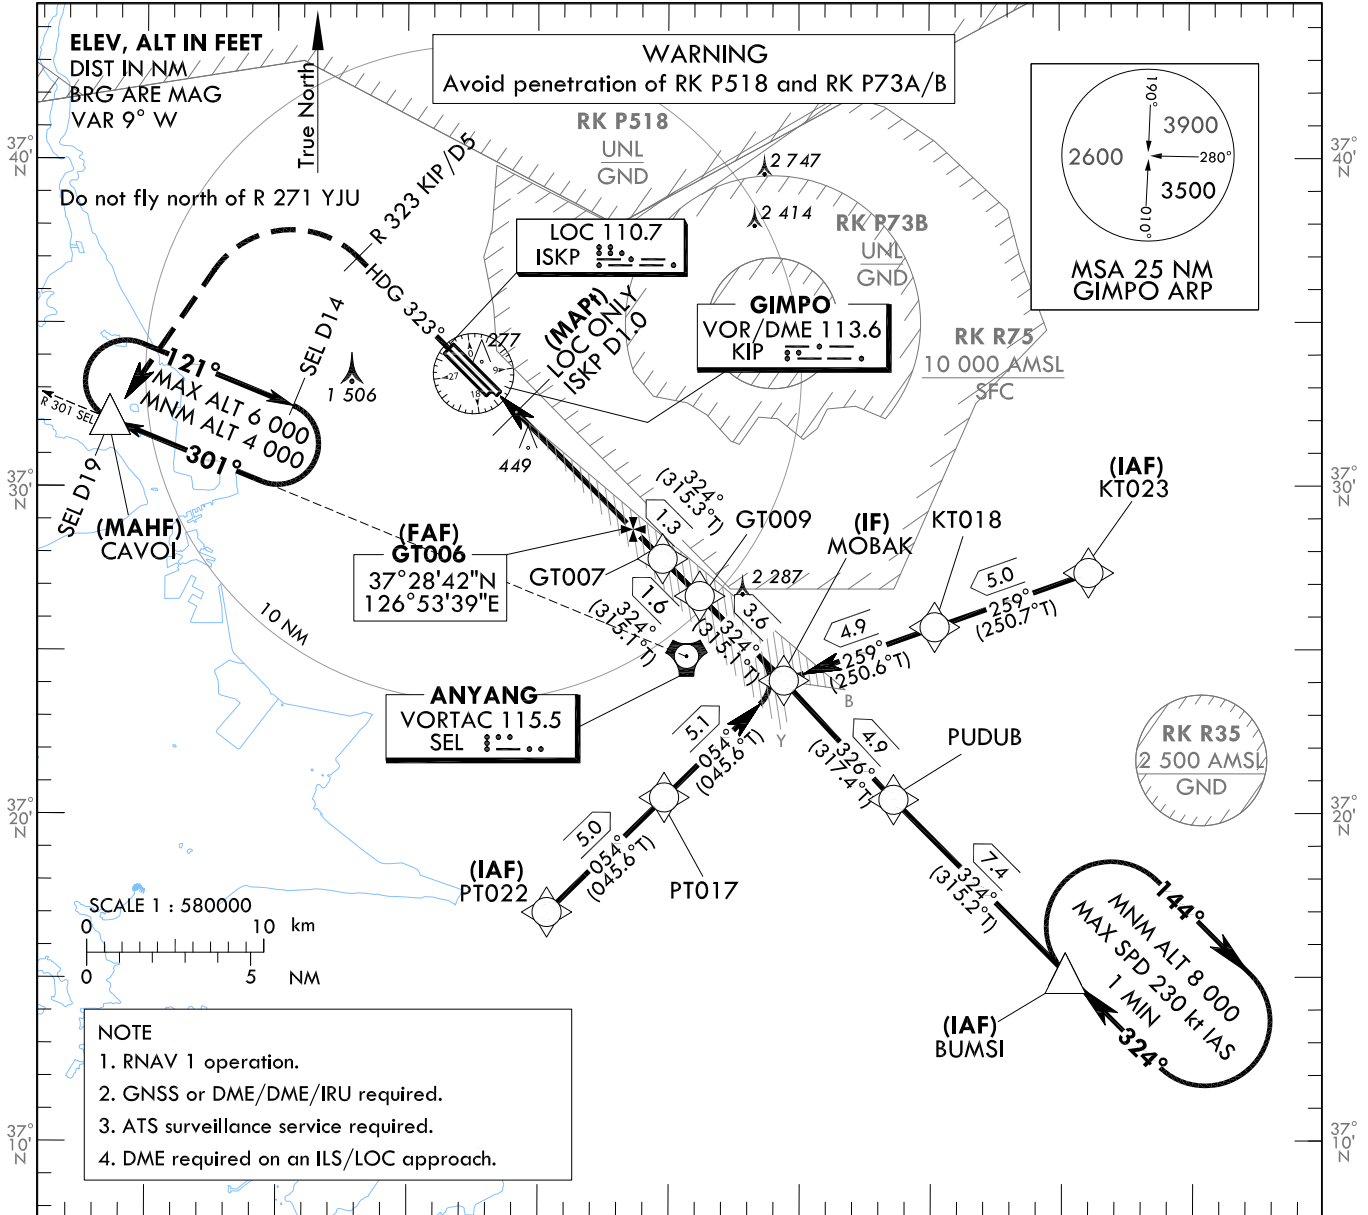 ELEV, ALT IN FEET
DIST IN NM
BRG ARE MAG
VAR 9° W
True North
WARNING
Avoid penetration of RK P518 and RK P73A/B
Do not fly north of R 271 YJU
37°
40'
N
37°
40'
N
190°
3900
2600
280°
3500
010°
MSA 25 NM
GIMPO ARP
RK P518
UNL
GND
2 747
2 414
RK P73B
UNL
GND
R 323 KIP/D5
HDG 323°
LOC 110.7
ISKP
(MAPt)
LOC ONLY
ISKP D1.0
GIMPO
VOR/DME 113.6
KIP
RK R75
10 000 AMSL
SFC
277
0
9
18
27
SEL D14
121°
MAX ALT 6 000
MNM ALT 4 000
301°
1 506
R 301 SEL
SEL D19
(MAHF)
CAVOI
449
37°
30'
N
37°
30'
N
(FAF)
GT006
37°28'42"N
126°53'39"E
GT007
GT009
324°
(315.3°T)
1.3
1.6
324°
(315.1°T)
3.6
324°
(315.1°T)
2 287
(IF)
MOBAK
KT018
(IAF)
KT023
5.0
259°
(250.7°T)
4.9
259°
(250.6°T)
10 NM
ANYANG
VORTAC 115.5
SEL
B
Y
5.1
054°
(045.6°T)
4.9
326°
(317.4°T)
PUDUB
RK R35
2 500 AMSL
GND
37°
20'
N
37°
20'
N
5.0
054°
(045.6°T)
(IAF)
PT022
PT017
7.4
324°
(315.2°T)
144°
MNM ALT 8 000
MAX SPD 230 kt IAS
1 MIN
324°
(IAF)
BUMSI
SCALE 1 : 580000
0 10 km
0 5 NM
NOTE
1. RNAV 1 operation.
2. GNSS or DME/DME/IRU required.
3. ATS surveillance service required.
4. DME required on an ILS/LOC approach.
37°
10'
N
37°
10'
N